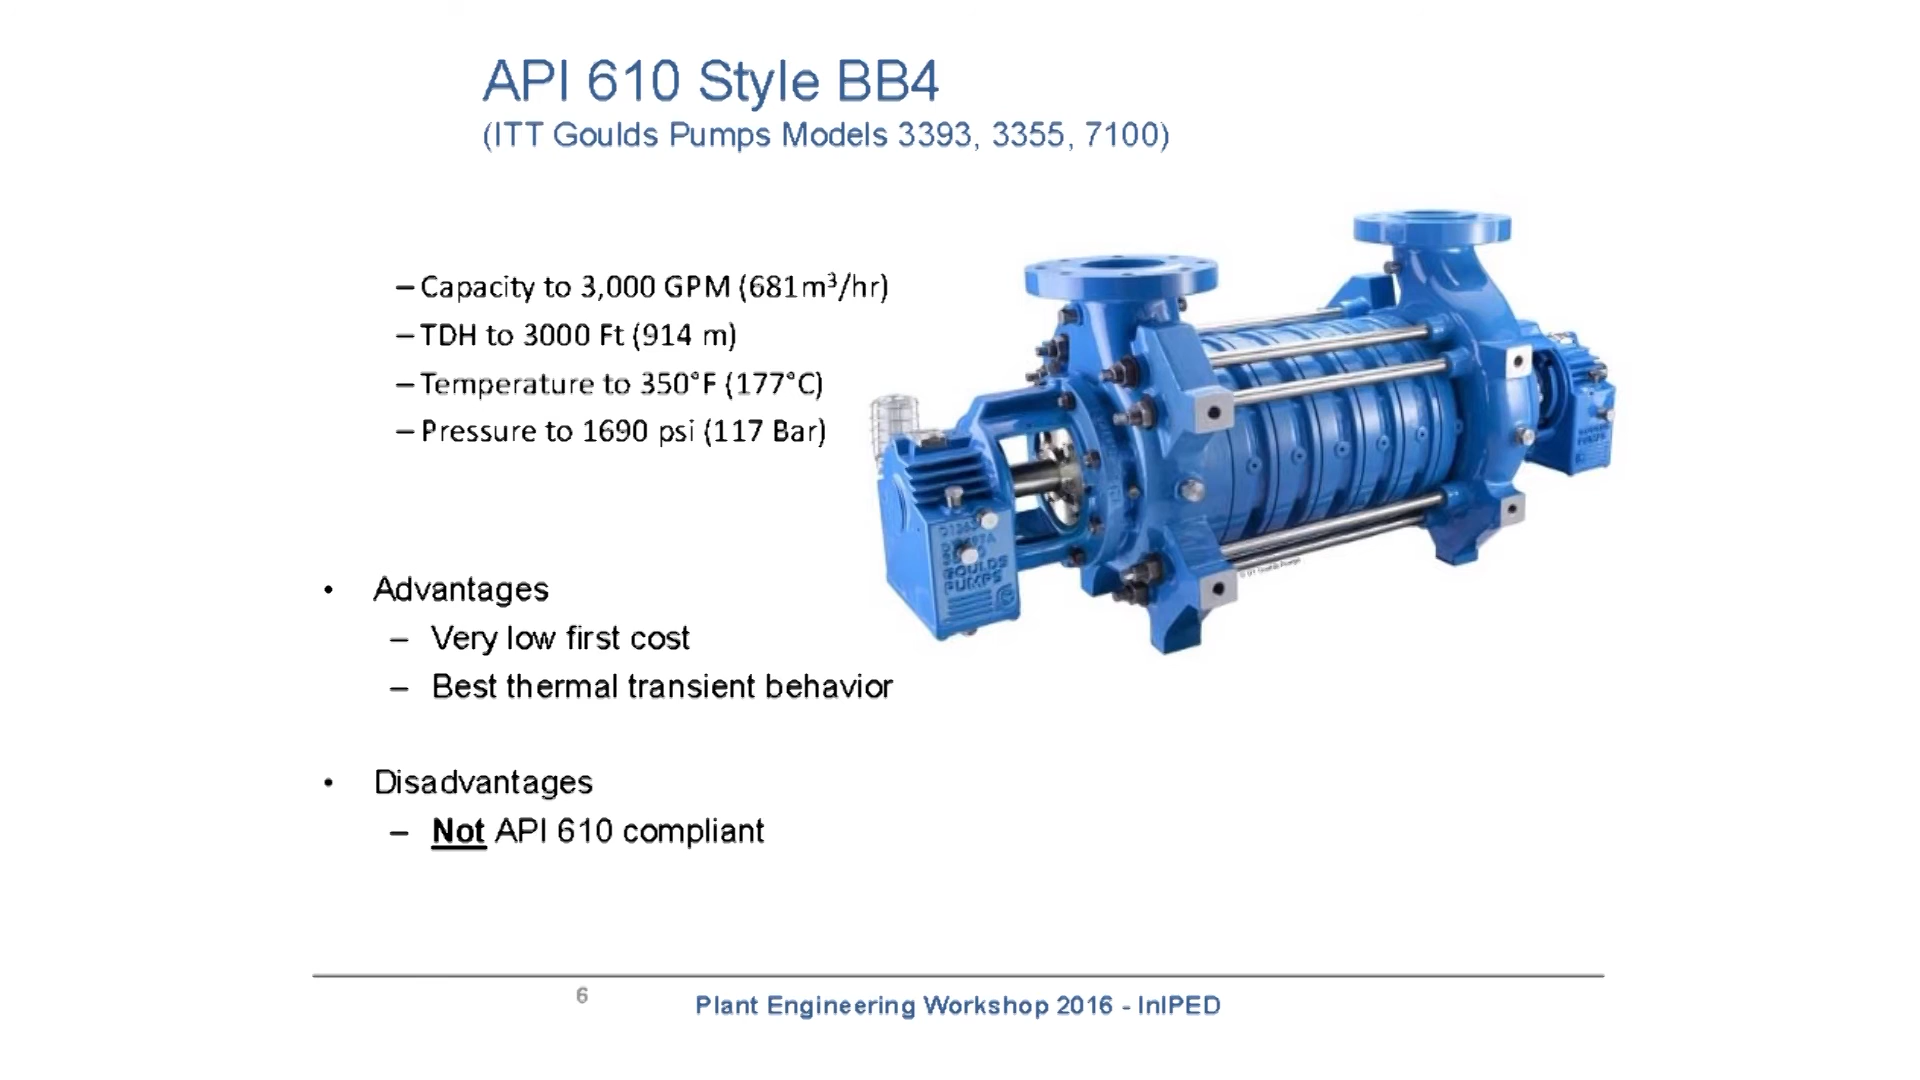 API 610 Style BB4
(ITT Goulds Pumps Models 3393, 3355, 7100)
– Capacity to 3,000 GPM (681m³/hr)
– TDH to 3000 Ft (914 m)
– Temperature to 350°F (177°C)
– Pressure to 1690 psi (117 Bar)
GOULDS
PUMPS
GOULDS
PUMPS
• Advantages
– Very low first cost
– Best thermal transient behavior
• Disadvantages
– Not API 610 compliant
6
Plant Engineering Workshop 2016 - InIPED